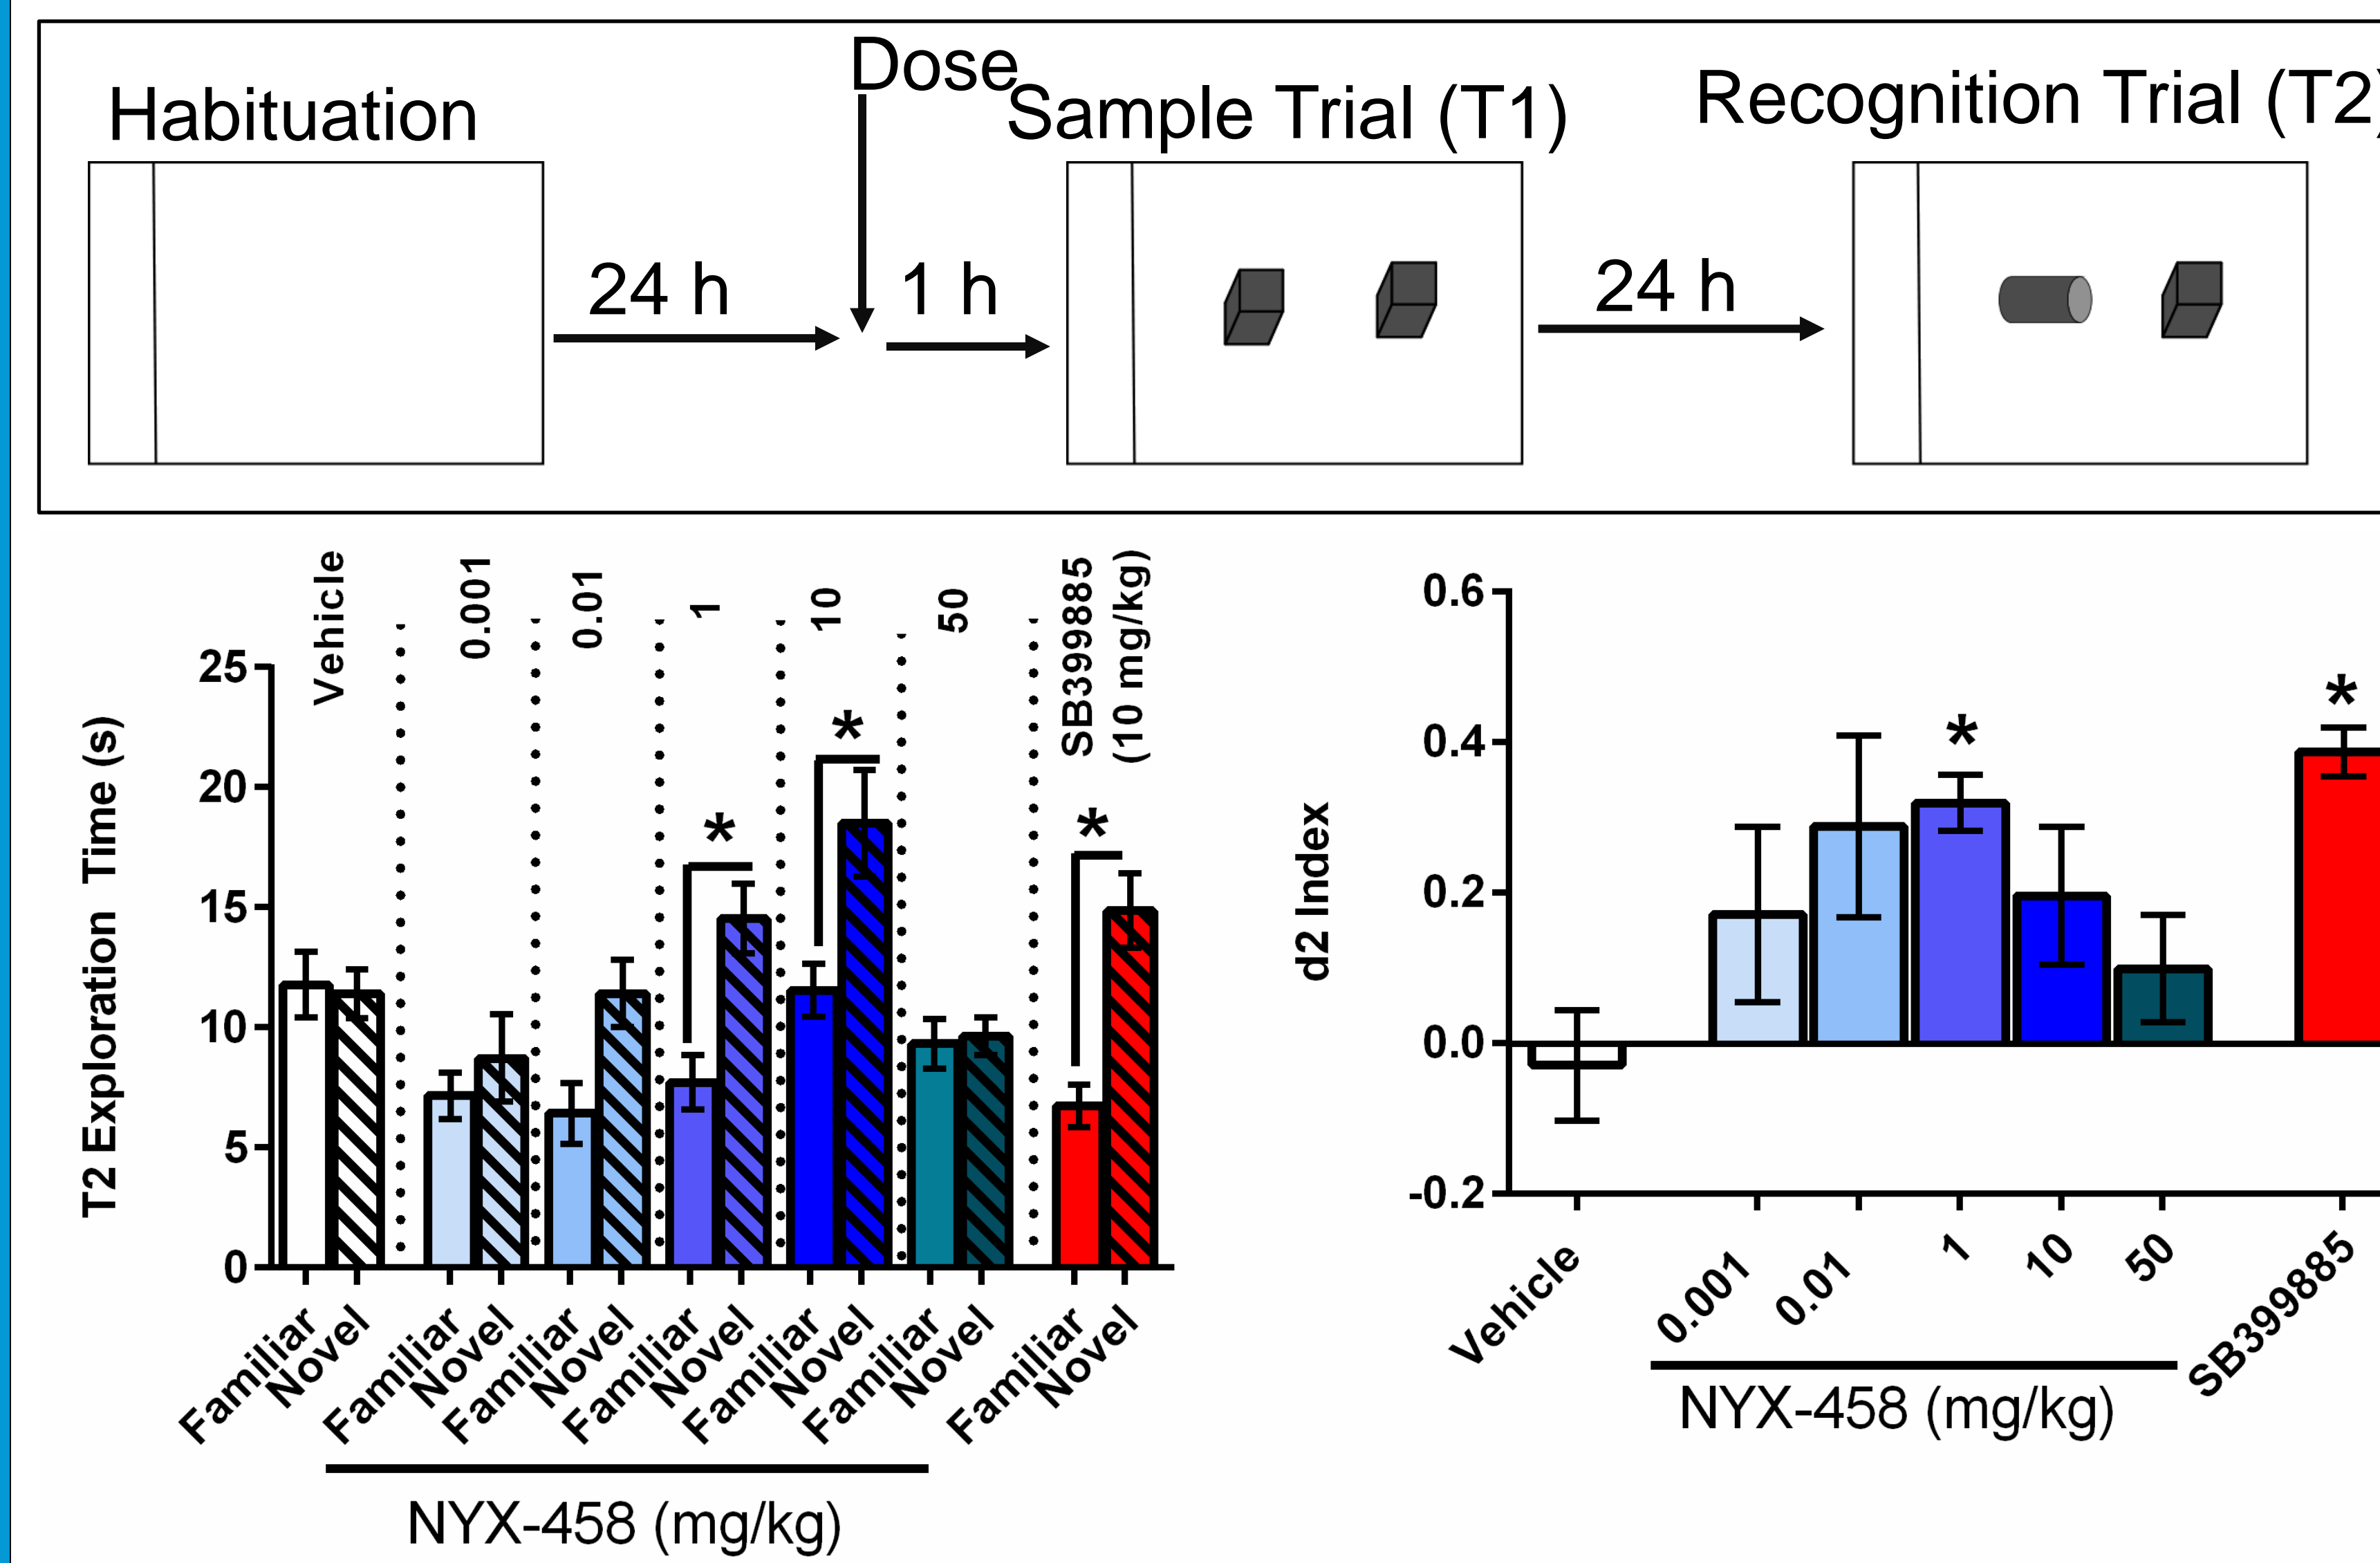 Dose
Habituation
Sample Trial (T1)
Recognition Trial (T2)
24 h
1 h
24 h
Vehicle
0.001
0.01
1
10
50
SB399885
(10 mg/kg)
*
*
*
T2 Exploration Time (s)
25
20
15
10
5
0
Familiar
Novel
Familiar
Novel
Familiar
Novel
Familiar
Novel
Familiar
Novel
Familiar
Novel
Familiar
Novel
NYX-458 (mg/kg)
d2 Index
0.6
0.4
0.2
0.0
-0.2
*
*
Vehicle
0.001
0.01
1
10
50
SB399885
NYX-458 (mg/kg)